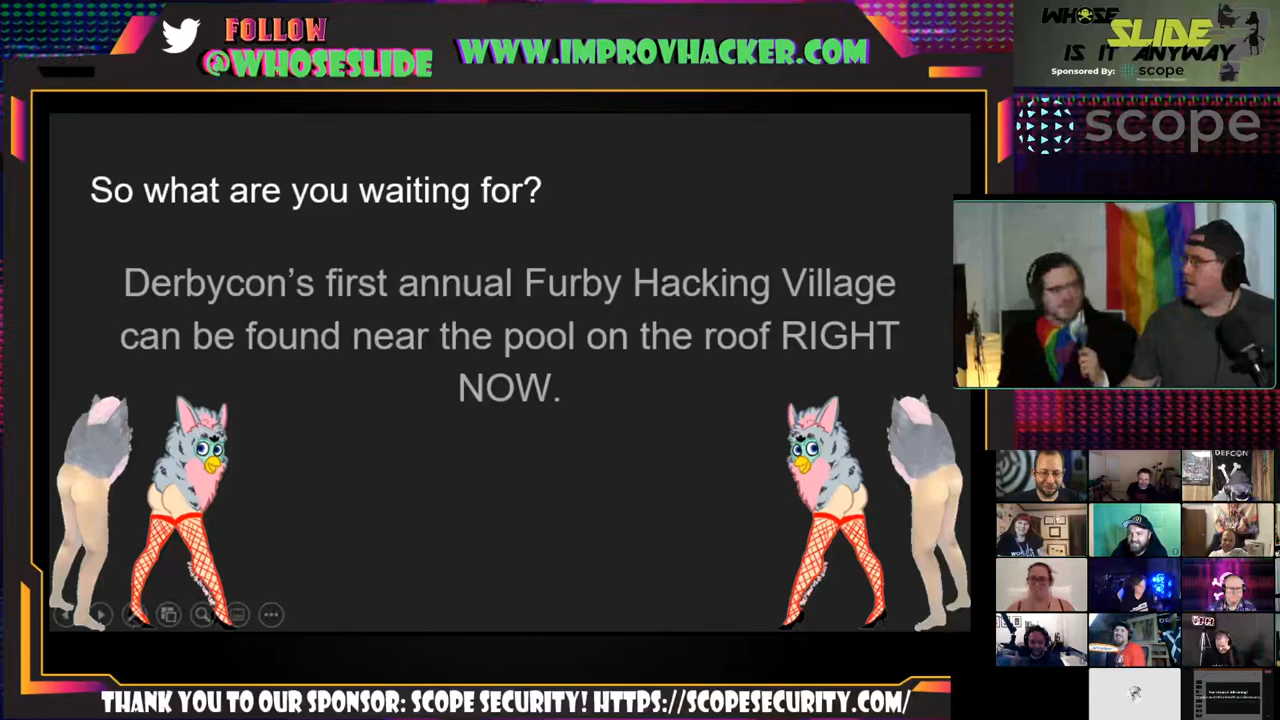 FOLLOW
@WHOSESLIDE
WWW.IMPROVHACKER.COM
WHOSE
SLIDE
IS IT ANYWAY
Sponsored By: scope
scope
So what are you waiting for?
Derbycon’s first annual Furby Hacking Village
can be found near the pool on the roof RIGHT
NOW.
DEFCON
THANK YOU TO OUR SPONSOR: SCOPE SECURITY! HTTPS://SCOPESECURITY.COM/